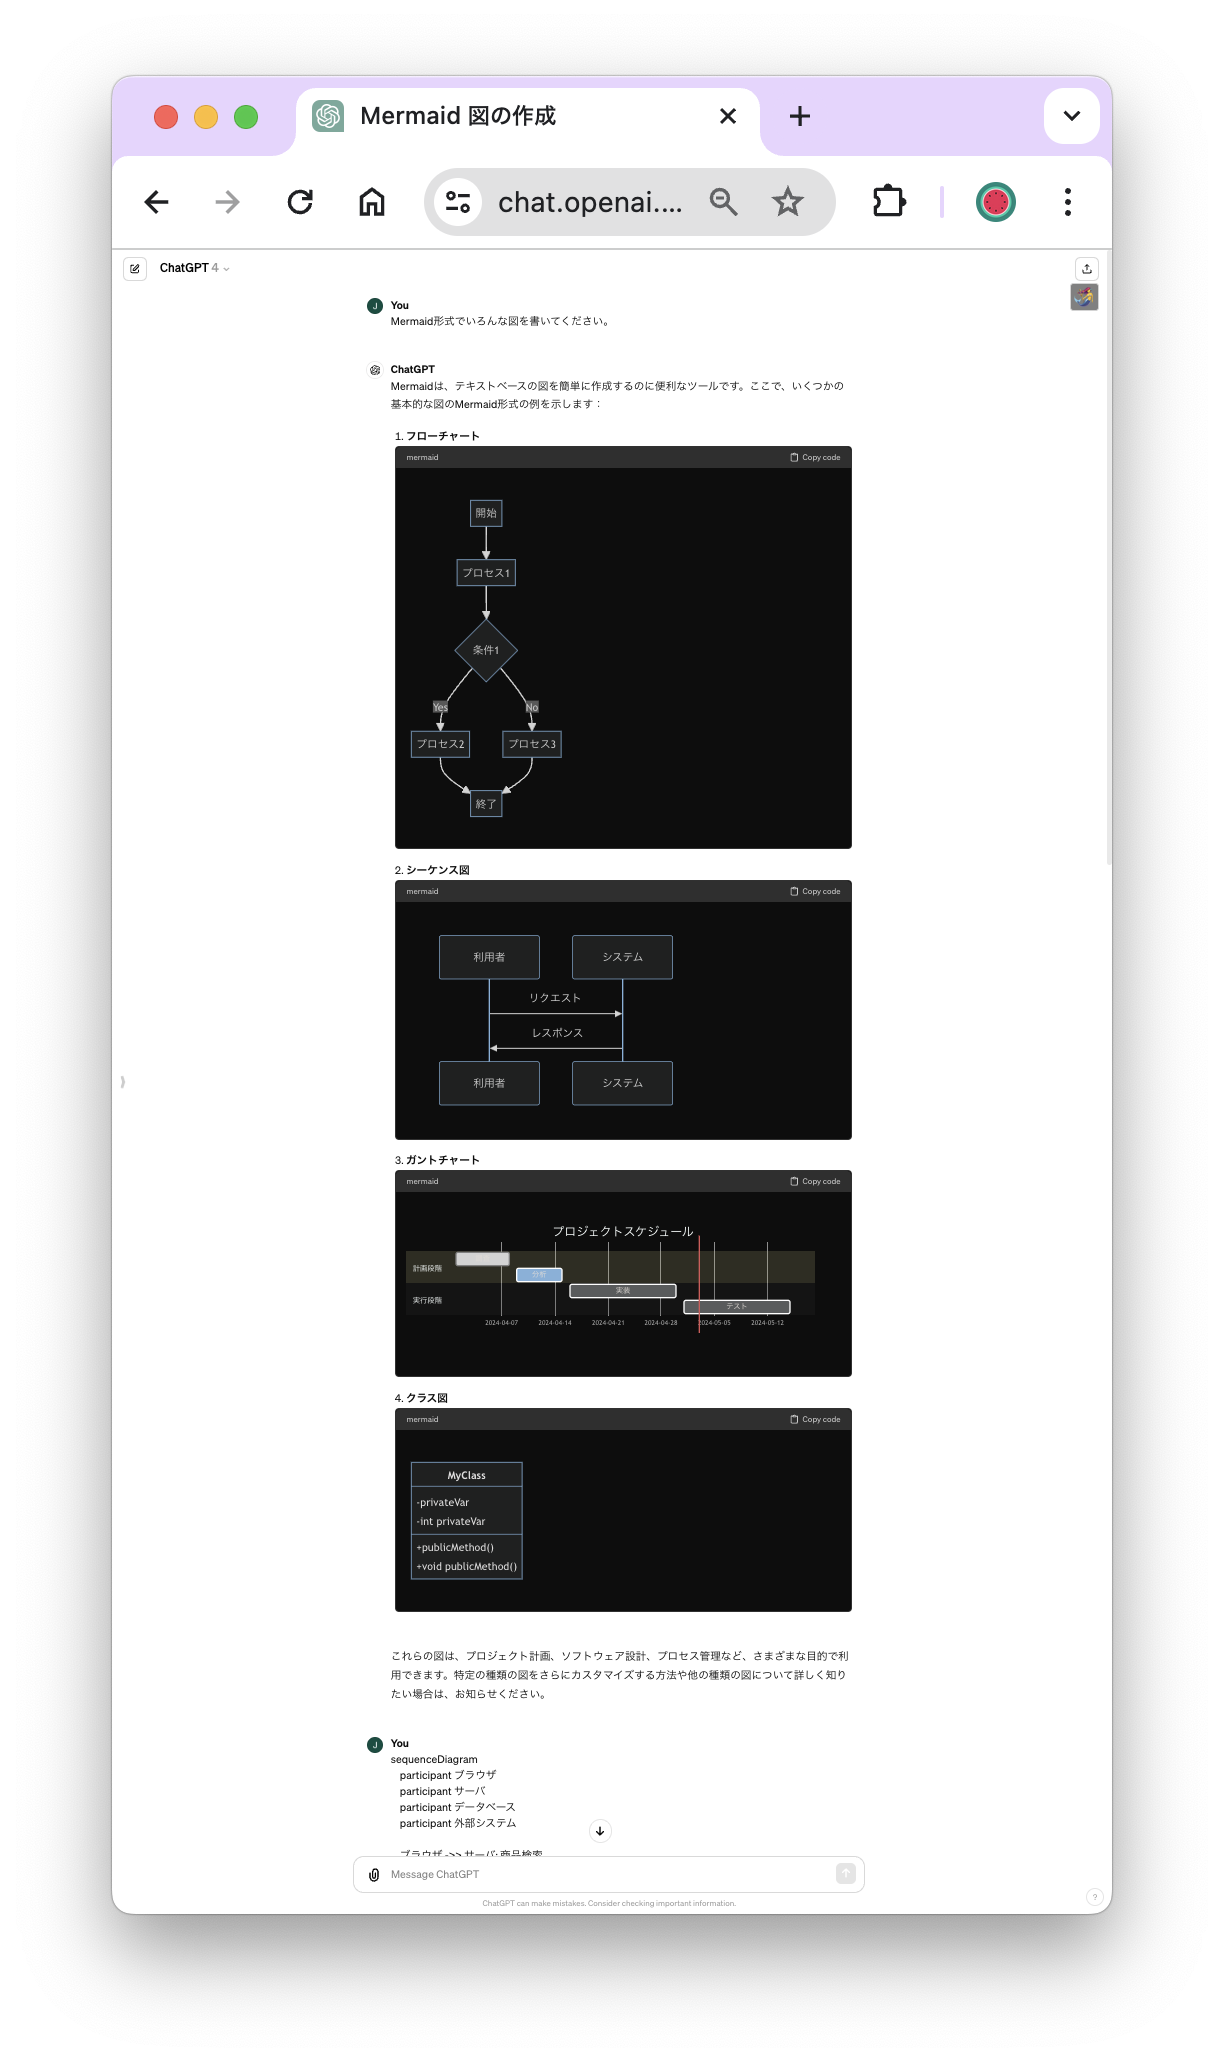 Mermaid 図の作成
chat.openai....
ChatGPT 4
You
Mermaid形式でいろんな図を書いてください。
ChatGPT
Mermaidは、テキストベースの図を簡単に作成するのに便利なツールです。ここで、いくつかの
基本的な図のMermaid形式の例を示します：
1. フローチャート
mermaid
Copy code
開始
プロセス1
条件1
Yes
No
プロセス2
プロセス3
終了
2. シーケンス図
mermaid
Copy code
利用者
システム
リクエスト
レスポンス
利用者
システム
3. ガントチャート
mermaid
Copy code
プロジェクトスケジュール
計画段階
分析
実装
実行段階
テスト
2024-04-07
2024-04-14
2024-04-21
2024-04-28
2024-05-05
2024-05-12
4. クラス図
mermaid
Copy code
MyClass
-privateVar
-int privateVar
+publicMethod()
+void publicMethod()
これらの図は、プロジェクト計画、ソフトウェア設計、プロセス管理など、さまざまな目的で利
用できます。特定の種類の図をさらにカスタマイズする方法や他の種類の図について詳しく知り
たい場合は、お知らせください。
J
You
sequenceDiagram
participant ブラウザ
participant サーバ
participant データベース
participant 外部システム
ブラウザ ->> サーバ: 商品検索
Message ChatGPT
ChatGPT can make mistakes. Consider checking important information.
?